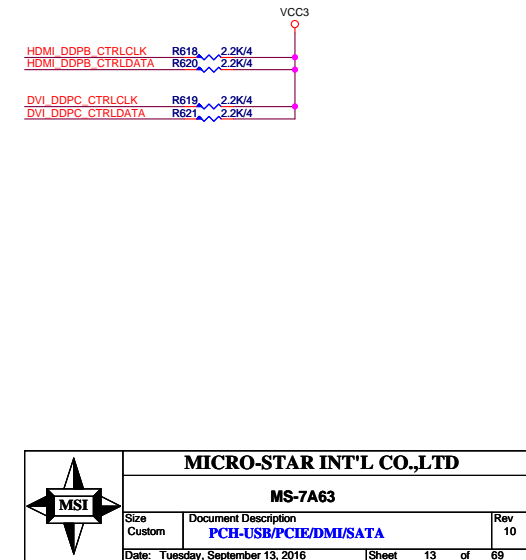 VCC3
HDMI_DDPB_CTRLCLK R618 2.2K/4
HDMI_DDPB_CTRLDATA R620 2.2K/4
DVI_DDPC_CTRLCLK R619 2.2K/4
DVI_DDPC_CTRLDATA R621 2.2K/4
MSI
MICRO-STAR INT'L CO.,LTD
MS-7A63
Size Document Description Rev
Custom PCH-USB/PCIE/DMI/SATA 10
Date: Tuesday, September 13, 2016 Sheet 13 of 69